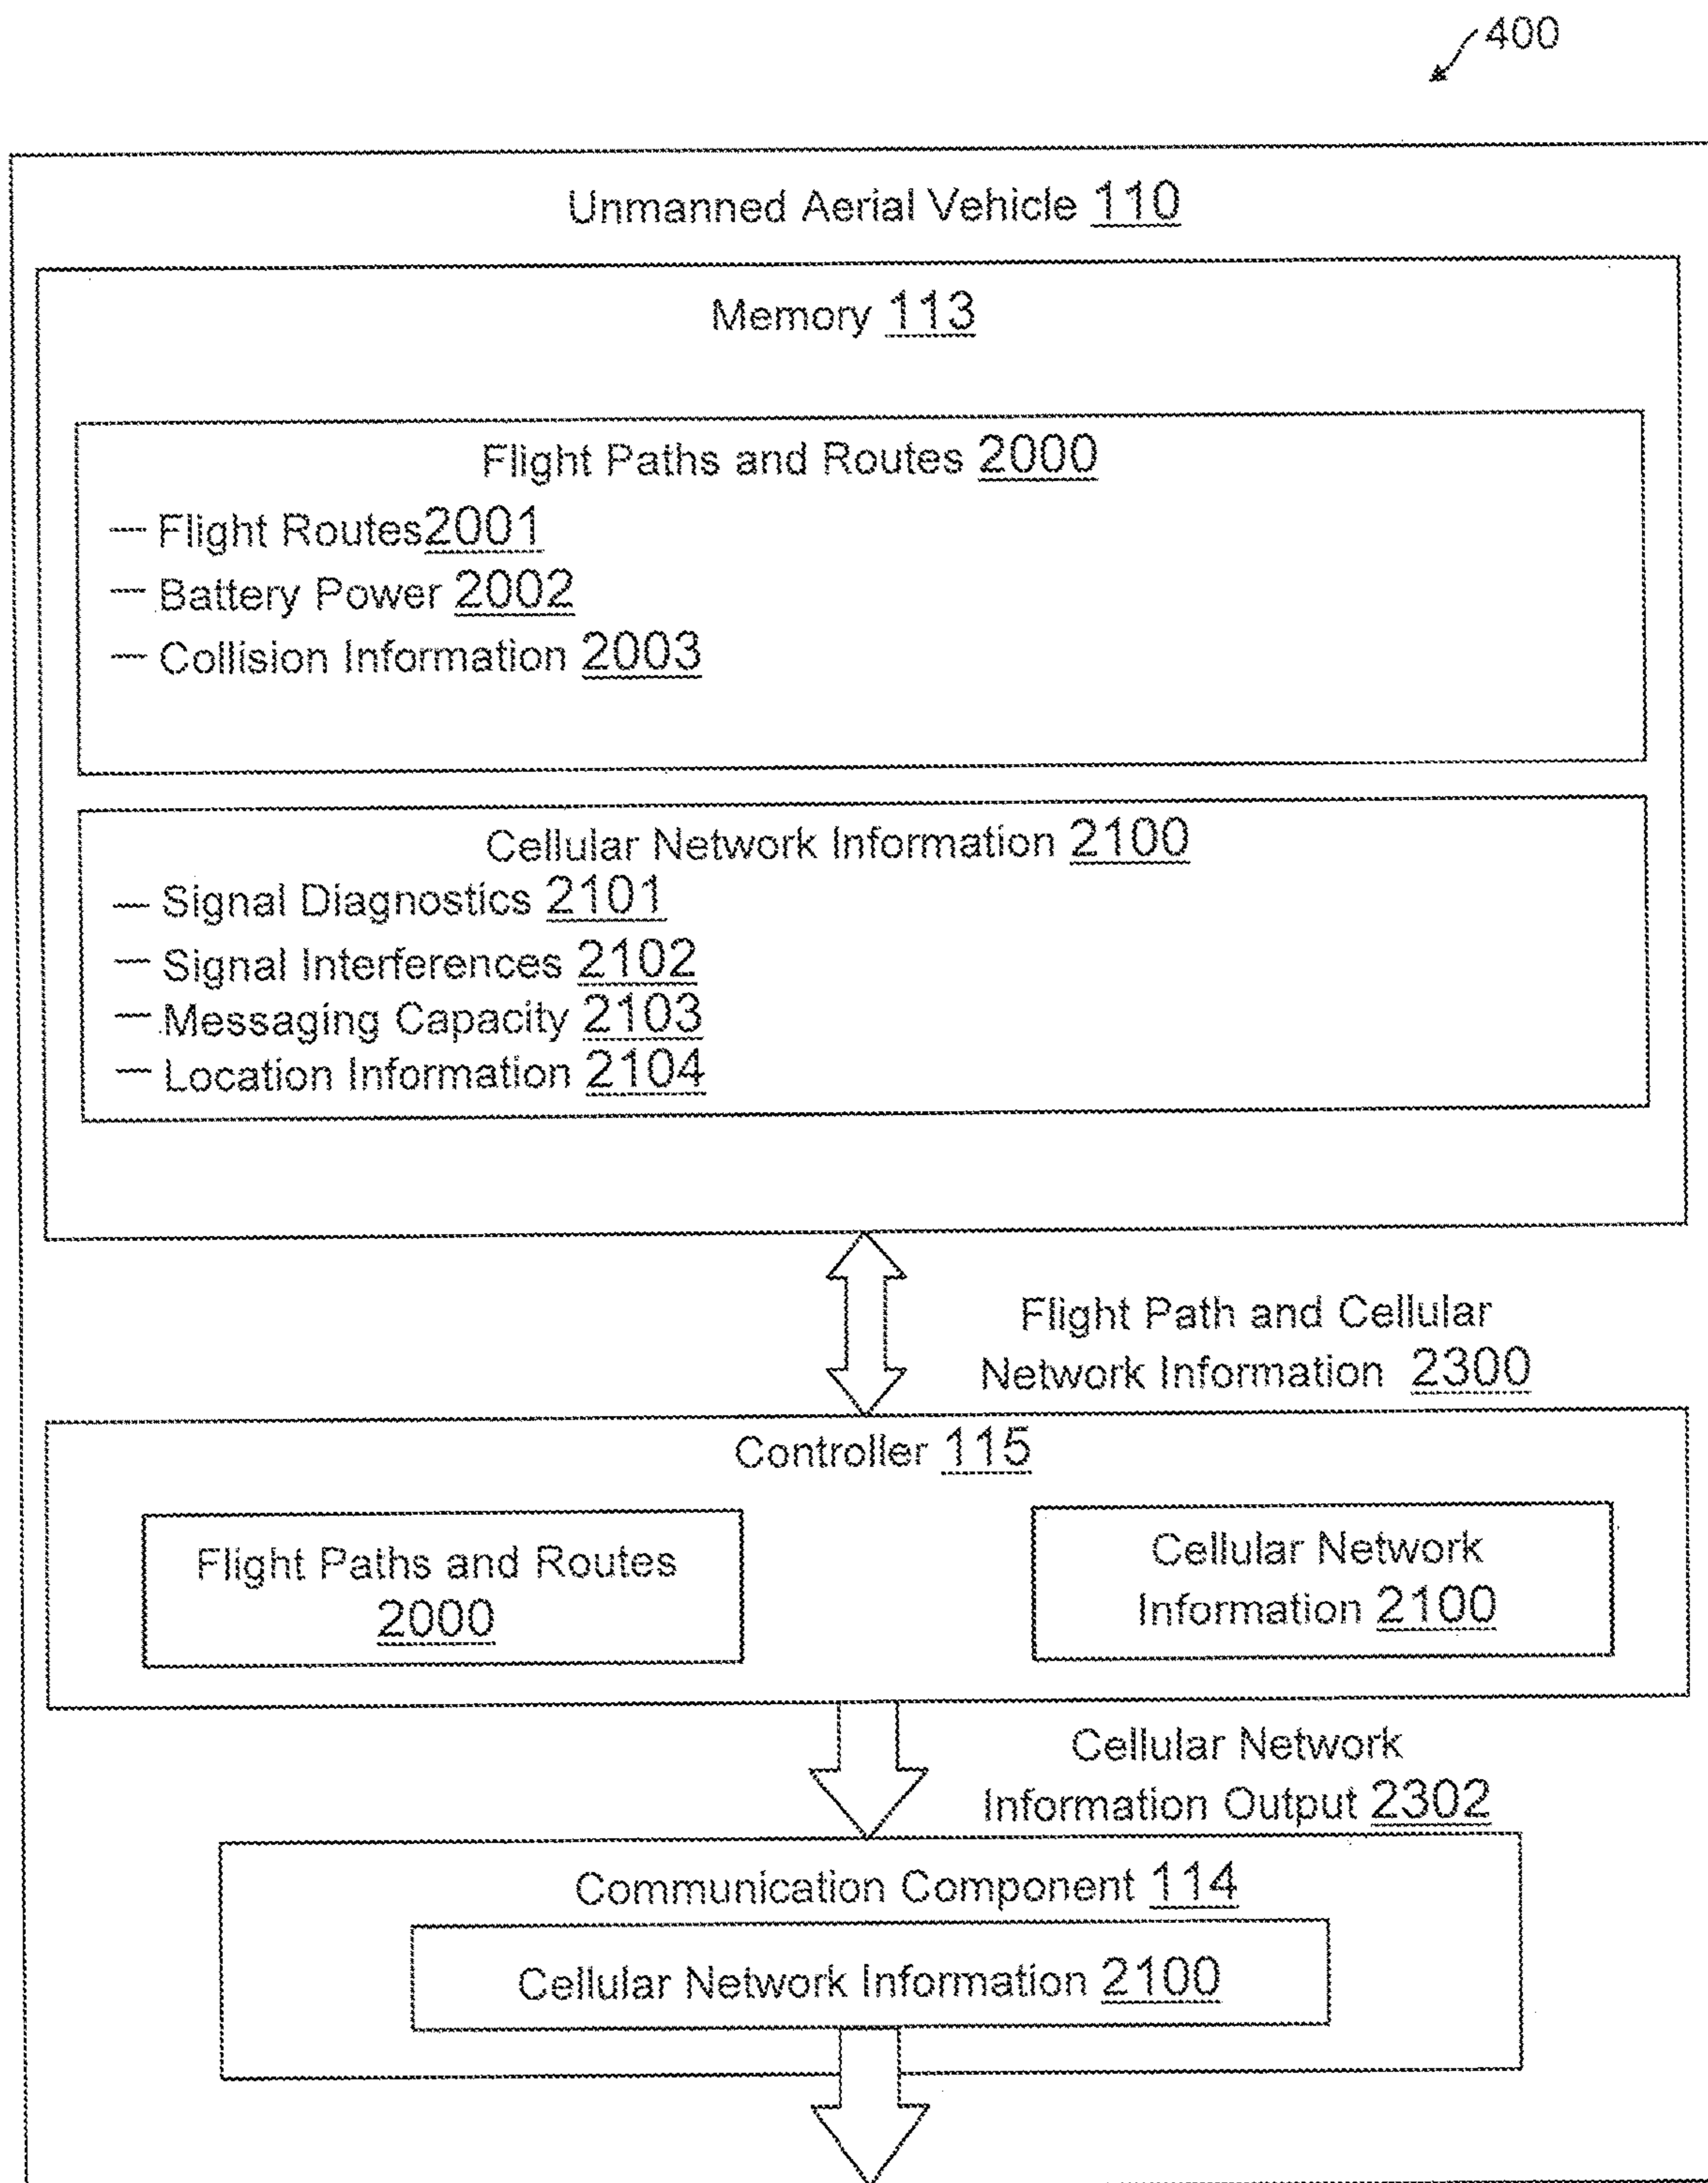 400
Unmanned Aerial Vehicle 110
Memory 113
Flight Paths and Routes 2000
— Flight Routes2001
— Battery Power 2002
— Collision Information 2003
Cellular Network Information 2100
— Signal Diagnostics 2101
— Signal Interferences 2102
— Messaging Capacity 2103
— Location Information 2104
Flight Path and Cellular
Network Information 2300
Controller 115
Flight Paths and Routes
2000
Cellular Network
Information 2100
Cellular Network
Information Output 2302
Communication Component 114
Cellular Network Information 2100